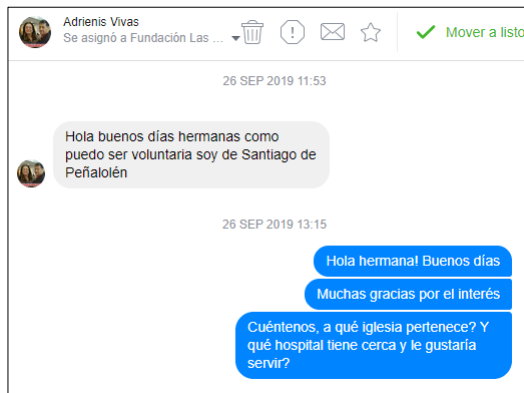 Adrienis Vivas
Se asignó a Fundación Las ...
Mover a listo
26 SEP 2019 11:53
Hola buenos días hermanas como
puedo ser voluntaria soy de Santiago de
Peñalolén
26 SEP 2019 13:15
Hola hermana! Buenos días
Muchas gracias por el interés
Cuéntenos, a qué iglesia pertenece? Y
qué hospital tiene cerca y le gustaría
servir?